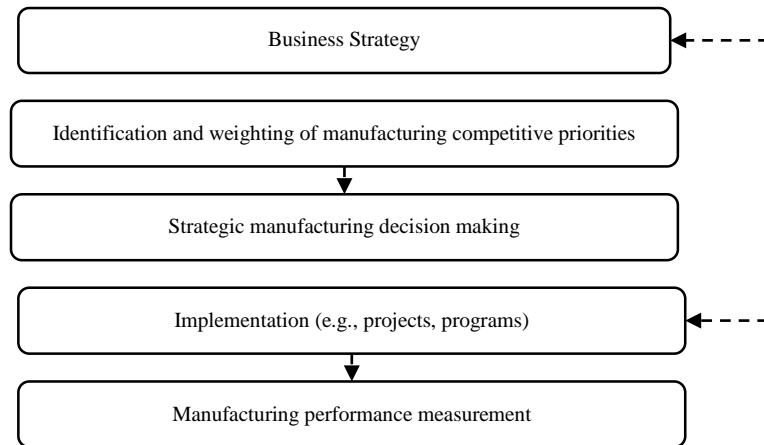 Business Strategy
Identification and weighting of manufacturing competitive priorities
Strategic manufacturing decision making
Implementation (e.g., projects, programs)
Manufacturing performance measurement